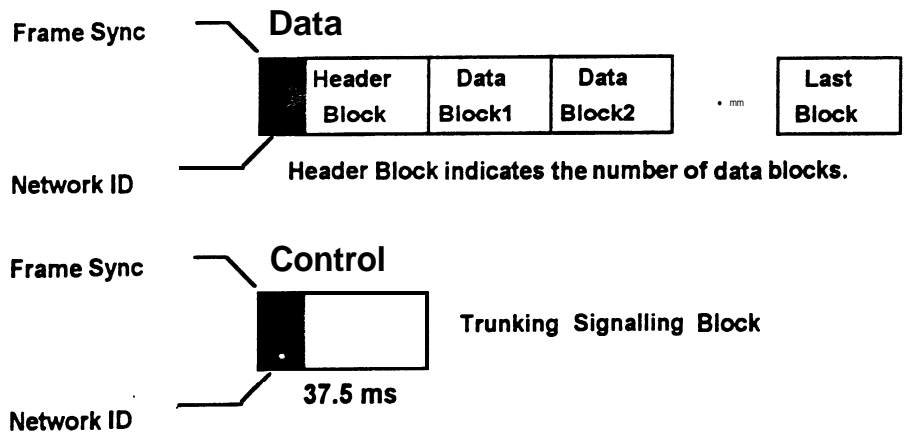 Frame Sync
Data
Header Block
Data Block1
Data Block2
• mm
Last Block
Network ID
Header Block indicates the number of data blocks.
Frame Sync
Control
Trunking Signalling Block
37.5 ms
Network ID